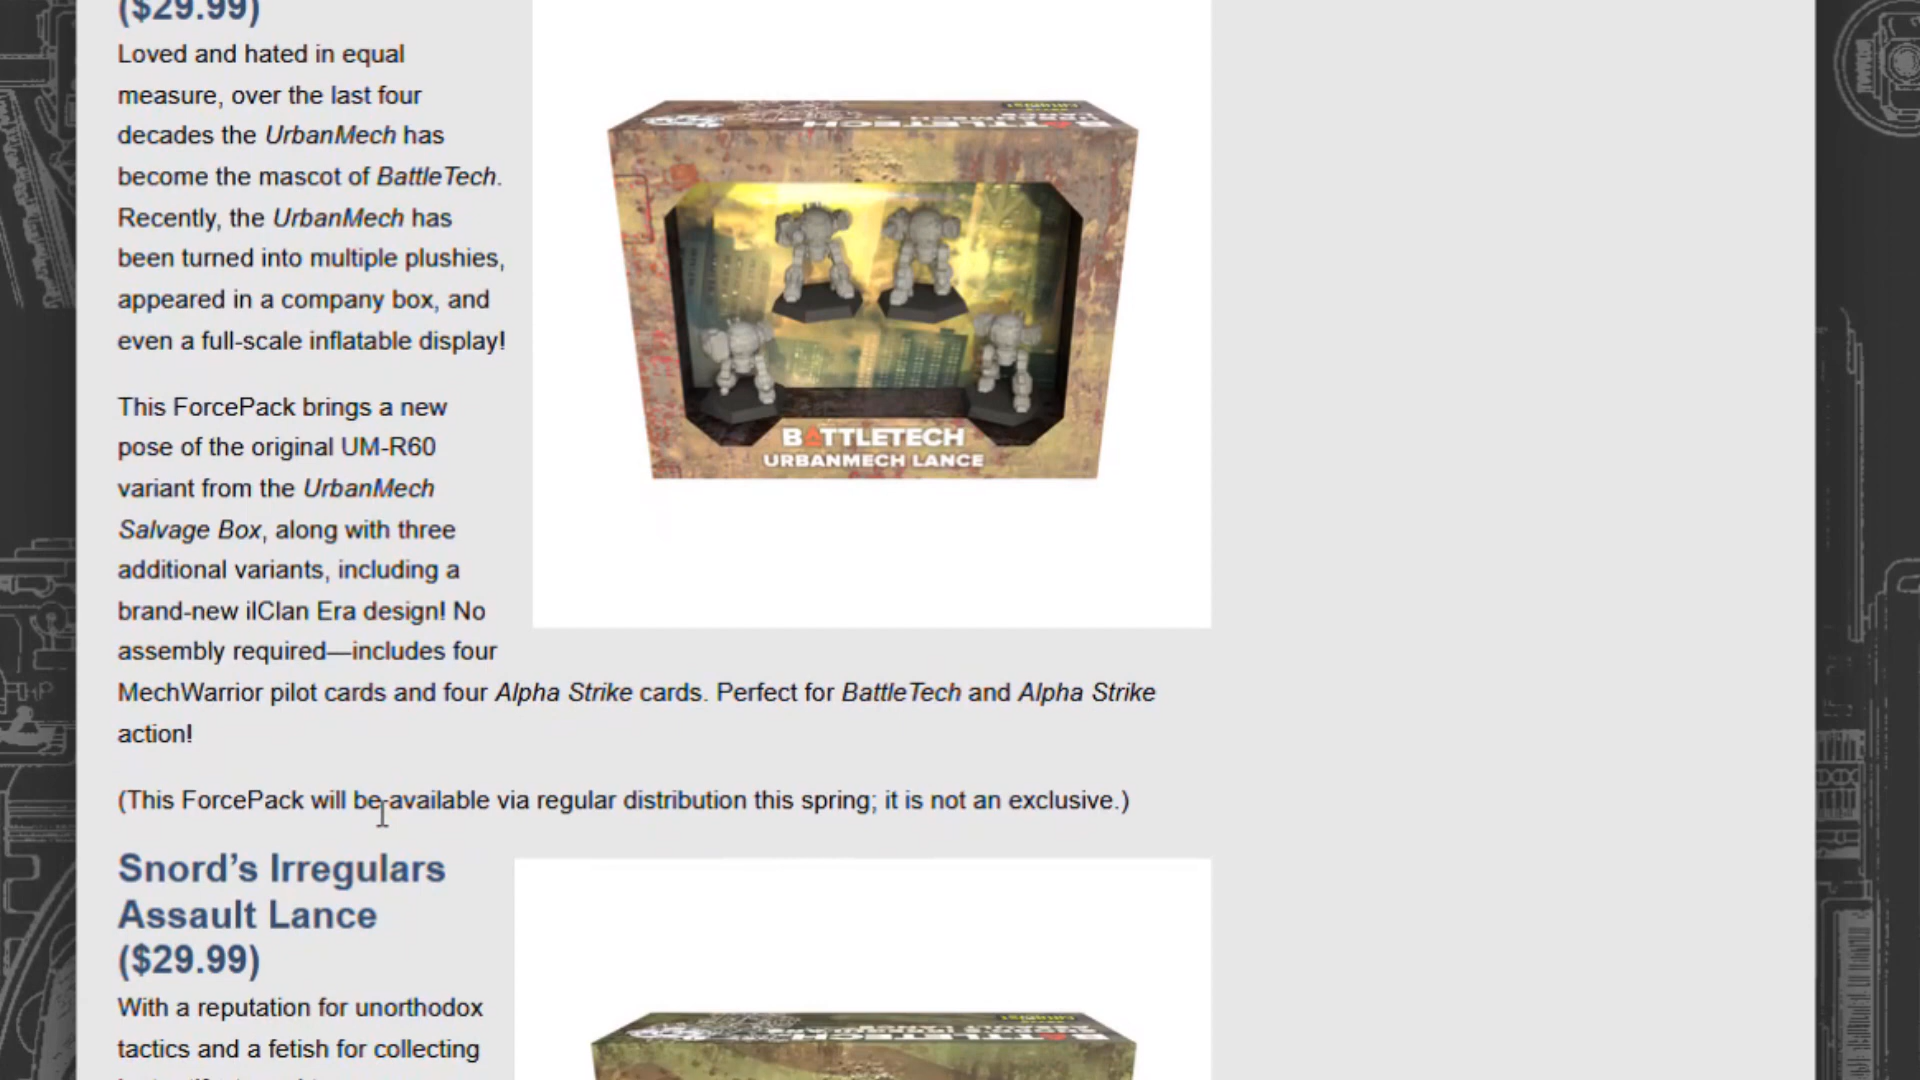 ($29.99)
Loved and hated in equal
measure, over the last four
decades the UrbanMech has
become the mascot of BattleTech.
Recently, the UrbanMech has
been turned into multiple plushies,
appeared in a company box, and
even a full-scale inflatable display!
This ForcePack brings a new
pose of the original UM-R60
variant from the UrbanMech
Salvage Box, along with three
additional variants, including a
brand-new ilClan Era design! No
assembly required—includes four
MechWarrior pilot cards and four Alpha Strike cards. Perfect for BattleTech and Alpha Strike
action!
BATTLETECH
URBANMECH LANCE
(This ForcePack will be available via regular distribution this spring; it is not an exclusive.)
Snord’s Irregulars
Assault Lance
($29.99)
With a reputation for unorthodox
tactics and a fetish for collecting